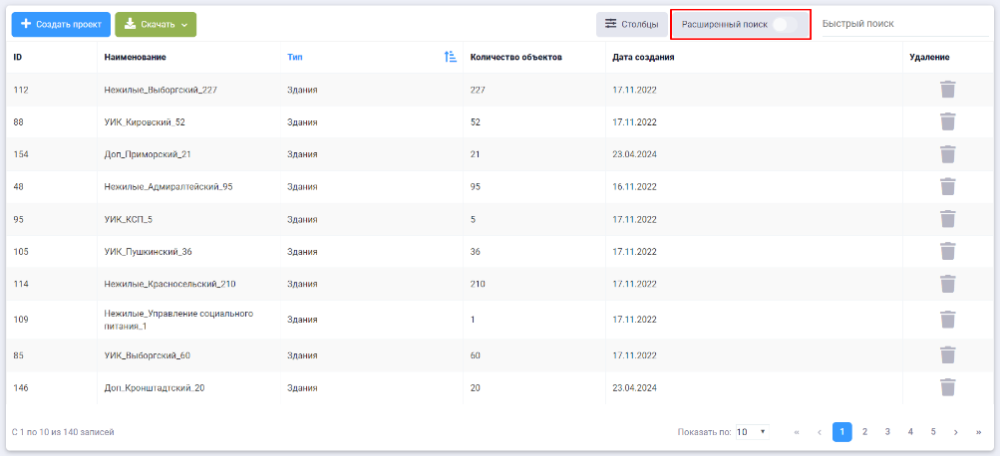 Создать проект Скачать Столбцы Расширенный поиск Быстрый поиск
ID Наименование Тип Количество объектов Дата создания Удаление
112 Нежилые_Выборгский_227 Здания 227 17.11.2022
88 УИК_Кировский_52 Здания 52 17.11.2022
154 Доп_Приморский_21 Здания 21 23.04.2024
48 Нежилые_Адмиралтейский_95 Здания 95 16.11.2022
95 УИК_КСП_5 Здания 5 17.11.2022
105 УИК_Пушкинский_36 Здания 36 17.11.2022
114 Нежилые_Красносельский_210 Здания 210 17.11.2022
109 Нежилые_Управление социального питания_1 Здания 1 17.11.2022
85 УИК_Выборгский_60 Здания 60 17.11.2022
146 Доп_Кронштадтский_20 Здания 20 23.04.2024
С 1 по 10 из 140 записей Показать по: 10 « ‹ 1 2 3 4 5 › »